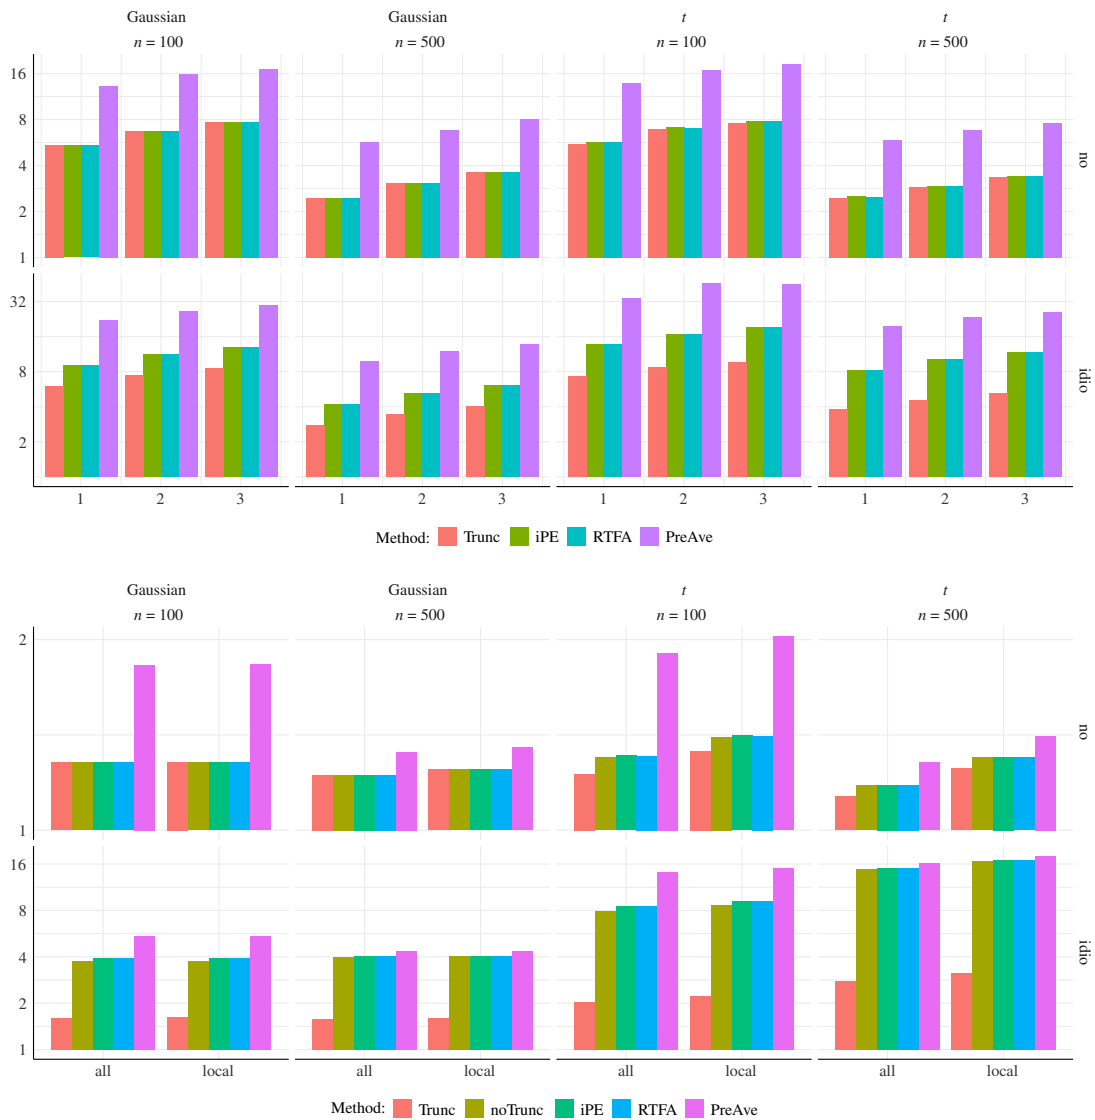 Gaussian Gaussian t t
n = 100 n = 500 n = 100 n = 500
16
8
4
2
1
no
32
8
2
idio
1 2 3 1 2 3 1 2 3 1 2 3
Method: Trunc iPE RTFA PreAve
Gaussian Gaussian t t
n = 100 n = 500 n = 100 n = 500
2
1
no
16
8
4
2
1
idio
all local all local all local all local
Method: Trunc noTrunc iPE RTFA PreAve